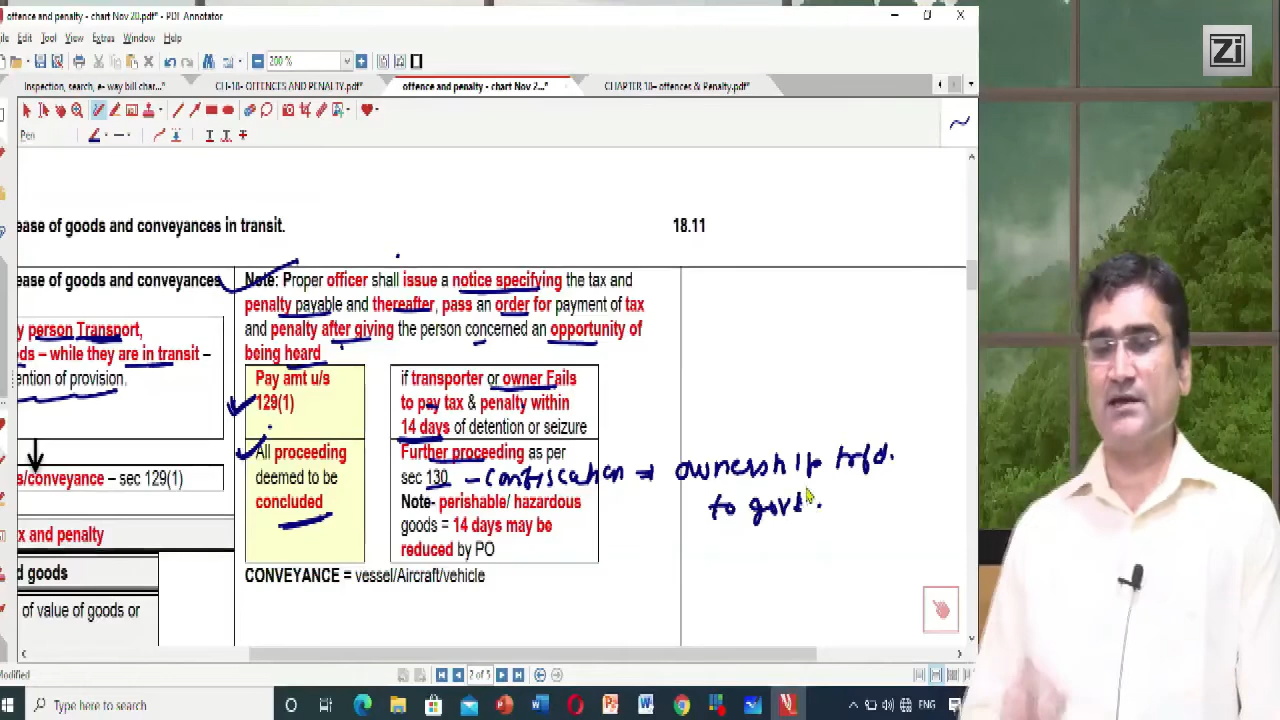 offence and penalty - chart Nov 20.pdf* - PDF Annotator
Edit Tool View Extras Window Help
200 %
Inspection, search, e- way bill char...*
CH-18- OFFENCES AND PENALTY.pdf*
offence and penalty - chart Nov 2...*
CHAPTER 18– offences & Penalty.pdf*
Pen
Zi
ease of goods and conveyances in transit.
18.11
ease of goods and conveyances
y person Transport,
ds – while they are in transit –
ention of provision.
s/conveyance – sec 129(1)
x and penalty
d goods
of value of goods or
Note: Proper officer shall issue a notice specifying the tax and
penalty payable and thereafter, pass an order for payment of tax
and penalty after giving the person concerned an opportunity of
being heard
Pay amt u/s
129(1)
All proceeding
deemed to be
concluded
if transporter or owner Fails
to pay tax & penalty within
14 days of detention or seizure
Further proceeding as per
sec 130
Note- perishable/ hazardous
goods = 14 days may be
reduced by PO
– Confiscation → ownership trfd.
to govt.
CONVEYANCE = vessel/Aircraft/vehicle
Modified
2 of 5
Type here to search
ENG